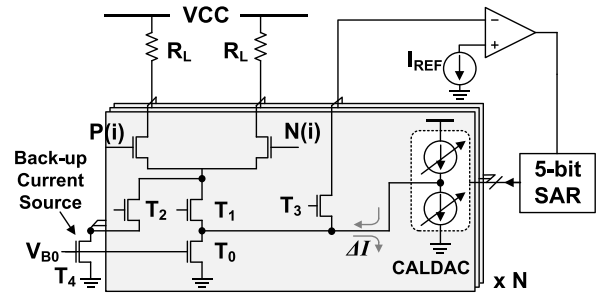 VCC
R_L
R_L
I_REF
P(i)
N(i)
Back-up
Current
Source
T_2
T_1
T_3
5-bit
SAR
V_B0
T_0
ΔI
T_4
CALDAC
x N